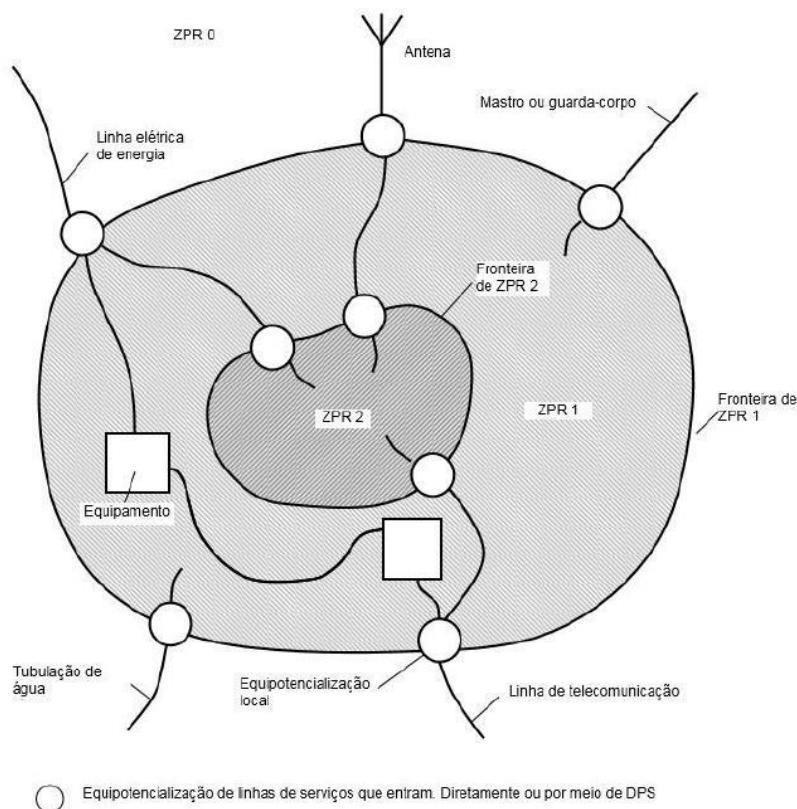 ZPR 0
Antena
Mastro ou guarda-corpo
Linha elétrica
de energia
Fronteira
de ZPR 2
ZPR 2
ZPR 1
Fronteira de
ZPR 1
Equipamento
Tubulação de
água
Equipotencialização
local
Linha de telecomunicação
Equipotencialização de linhas de serviços que entram. Diretamente ou por meio de DPS